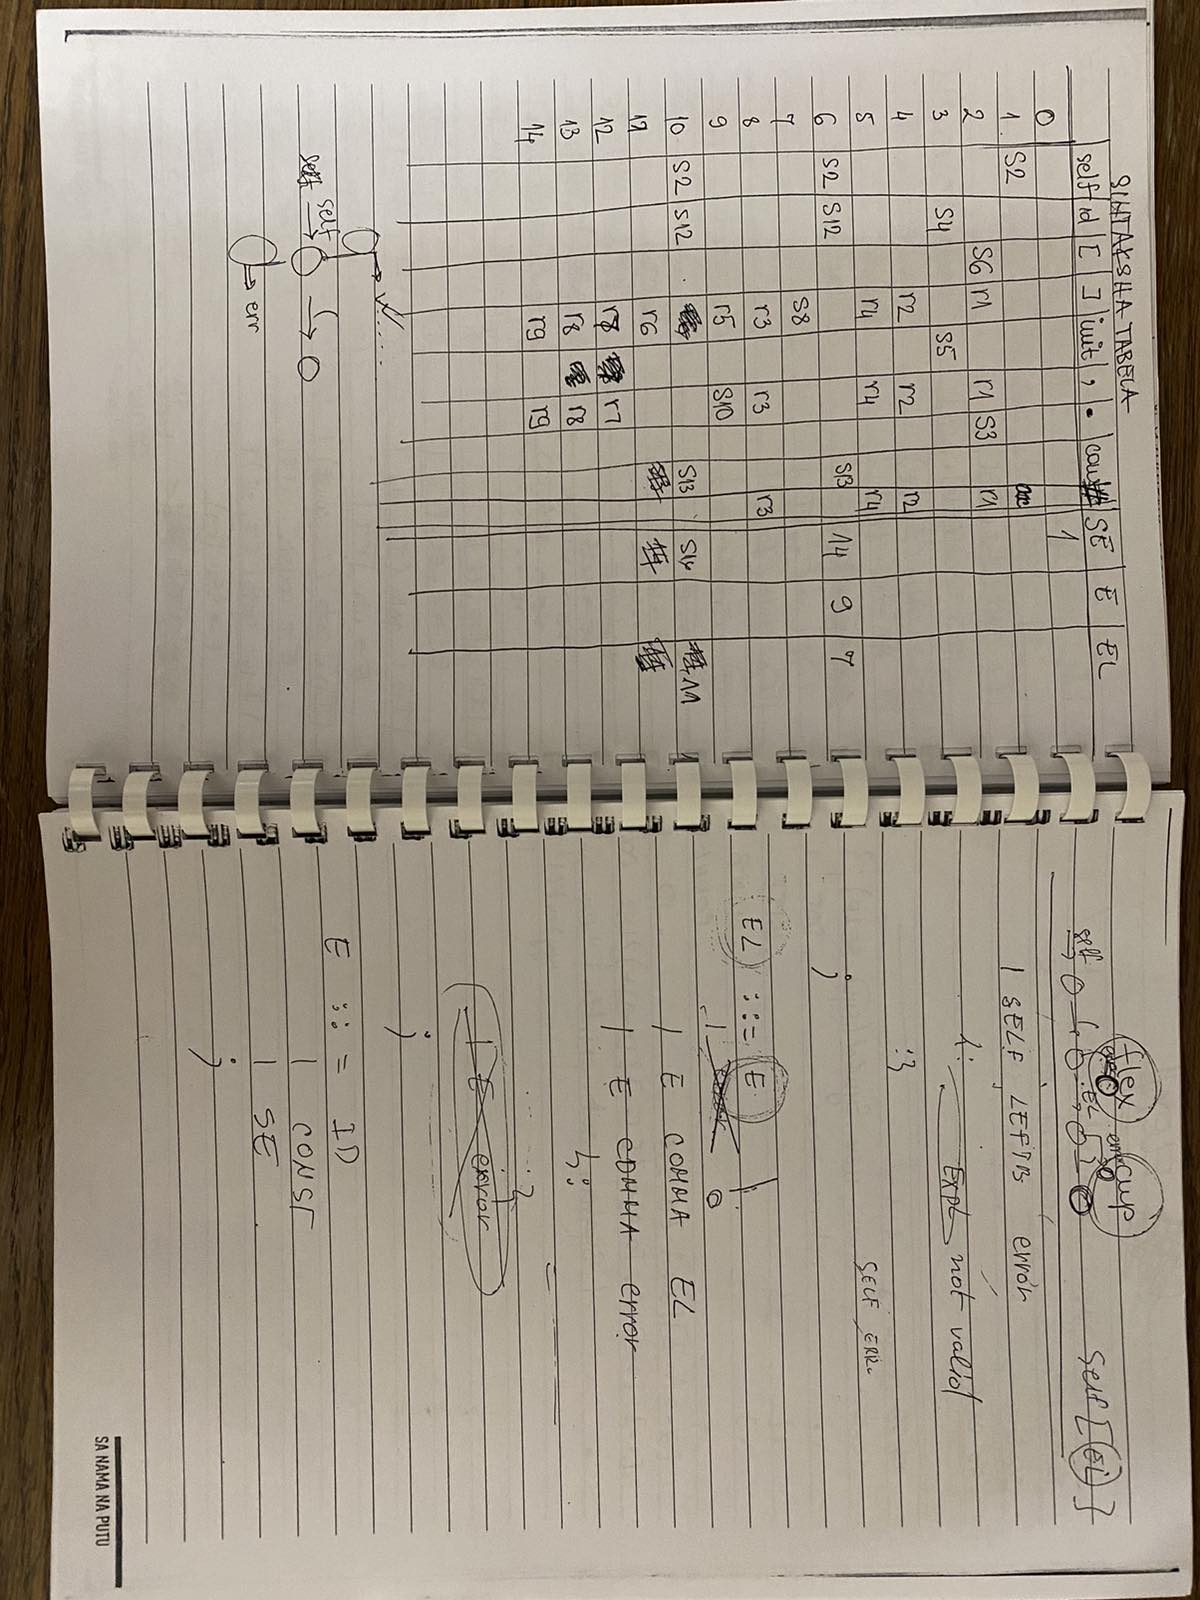 SINTAKSNA TABELA
self id [ ] init , . const SE E EL
0 S2 1
1 acc
2 S6 r1 r1 S3 r1
3 S4 S5
4 r2 r2 r2
5 r4 r4 r4
6 S2 S12 S13 14 9 7
7 S8
8 r3 r3 r3
9 r5 S10
10 S2 S12 S13 S14 11
11 r6
12 r7 r7
13 r8 r8
14 r9 r9
self
self
err
flex cup
self
EL
self [ EL ]
| SELF LEFTB error
{:
Expl not valid
:}
SELF ERR
;
EL ::= E
| error
| E COMMA EL
| E COMMA error
{:
:}
| E error
;
E ::= ID
| CONST
| SE
;
SA NAMA NA PUTU